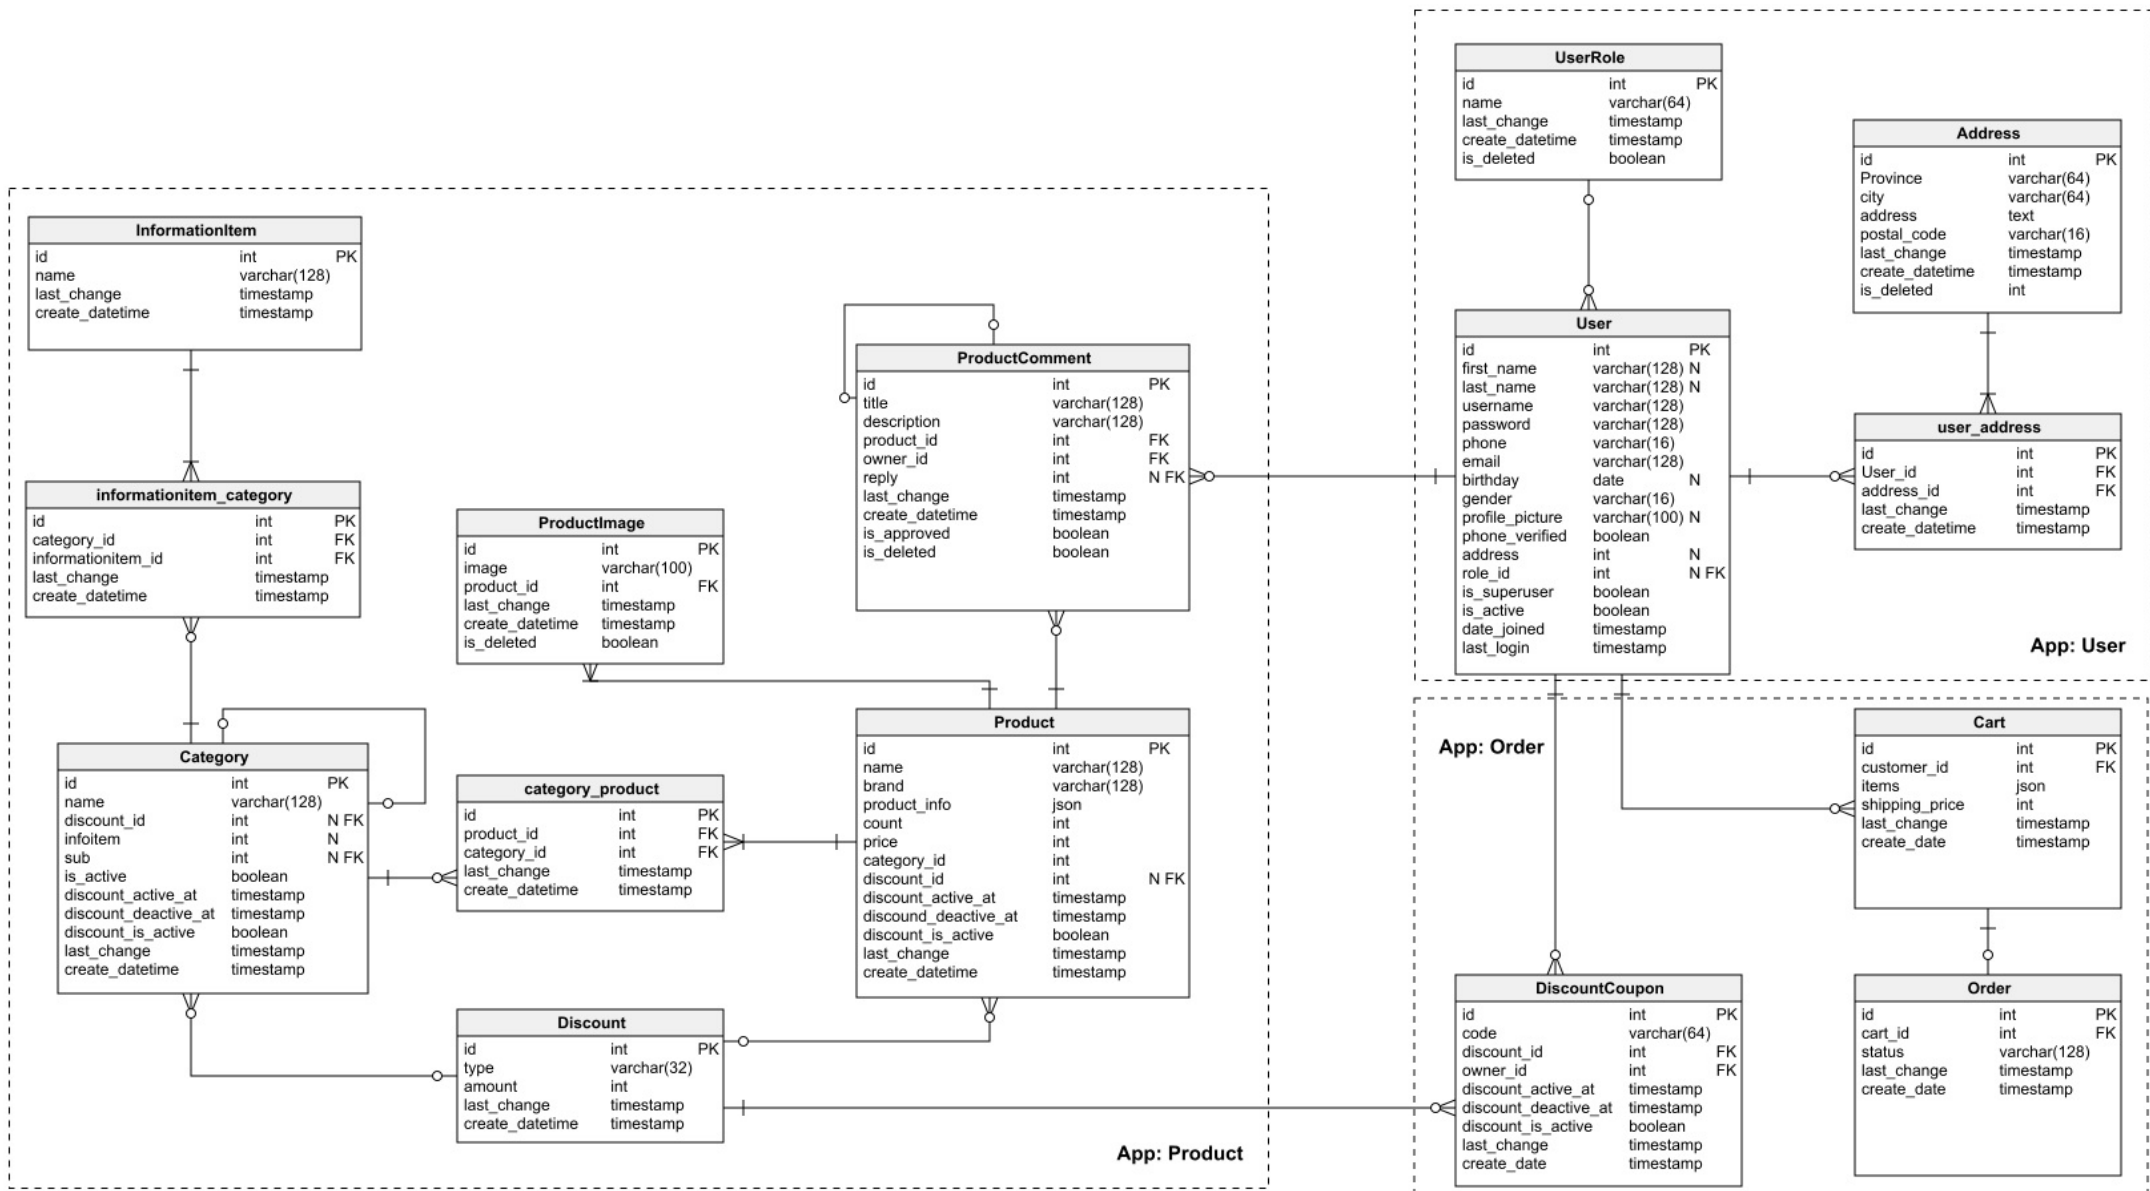 UserRole
id int PK
name varchar(64)
last_change timestamp
create_datetime timestamp
is_deleted boolean
Address
id int PK
Province varchar(64)
city varchar(64)
address text
postal_code varchar(16)
last_change timestamp
create_datetime timestamp
is_deleted int
InformationItem
id int PK
name varchar(128)
last_change timestamp
create_datetime timestamp
ProductComment
id int PK
title varchar(128)
description varchar(128)
product_id int FK
owner_id int FK
reply int N FK
last_change timestamp
create_datetime timestamp
is_approved boolean
is_deleted boolean
User
id int PK
first_name varchar(128) N
last_name varchar(128) N
username varchar(128)
password varchar(128)
phone varchar(16)
email varchar(128)
birthday date N
gender varchar(16)
profile_picture varchar(100) N
phone_verified boolean
address int N
role_id int N FK
is_superuser boolean
is_active boolean
date_joined timestamp
last_login timestamp
user_address
id int PK
User_id int FK
address_id int FK
last_change timestamp
create_datetime timestamp
App: User
informationitem_category
id int PK
category_id int FK
informationitem_id int FK
last_change timestamp
create_datetime timestamp
ProductImage
id int PK
image varchar(100)
product_id int FK
last_change timestamp
create_datetime timestamp
is_deleted boolean
Category
id int PK
name varchar(128)
discount_id int N FK
infoitem int N
sub int N FK
is_active boolean
discount_active_at timestamp
discount_deactive_at timestamp
discount_is_active boolean
last_change timestamp
create_datetime timestamp
category_product
id int PK
product_id int FK
category_id int FK
last_change timestamp
create_datetime timestamp
Product
id int PK
name varchar(128)
brand varchar(128)
product_info json
count int
price int
category_id int
discount_id int N FK
discount_active_at timestamp
discound_deactive_at timestamp
discount_is_active boolean
last_change timestamp
create_datetime timestamp
Discount
id int PK
type varchar(32)
amount int
last_change timestamp
create_datetime timestamp
App: Product
App: Order
Cart
id int PK
customer_id int FK
items json
shipping_price int
last_change timestamp
create_date timestamp
DiscountCoupon
id int PK
code varchar(64)
discount_id int FK
owner_id int FK
discount_active_at timestamp
discount_deactive_at timestamp
discount_is_active boolean
last_change timestamp
create_date timestamp
Order
id int PK
cart_id int FK
status varchar(128)
last_change timestamp
create_date timestamp